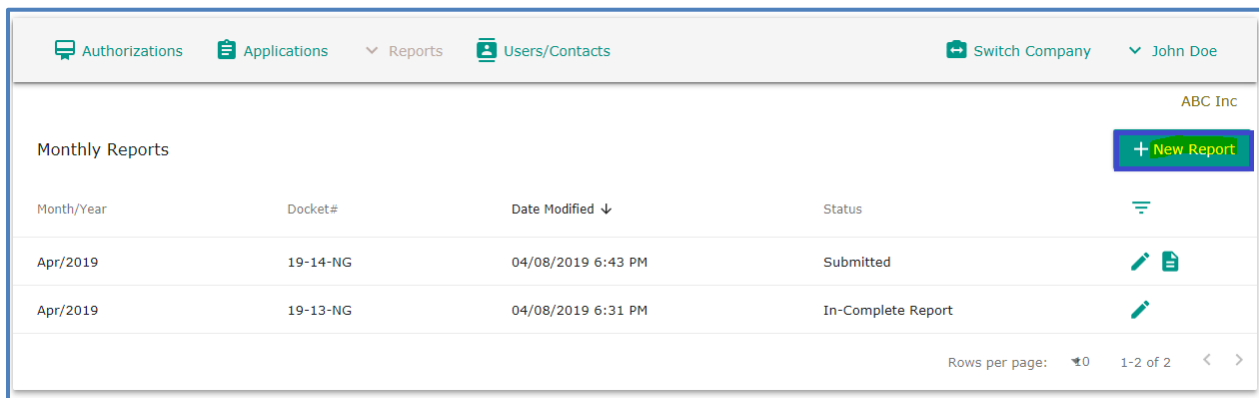 Authorizations Applications Reports Users/Contacts Switch Company John Doe
ABC Inc
Monthly Reports + New Report
Month/Year Docket# Date Modified ↓ Status
Apr/2019 19-14-NG 04/08/2019 6:43 PM Submitted
Apr/2019 19-13-NG 04/08/2019 6:31 PM In-Complete Report
Rows per page: 10 1-2 of 2 < >